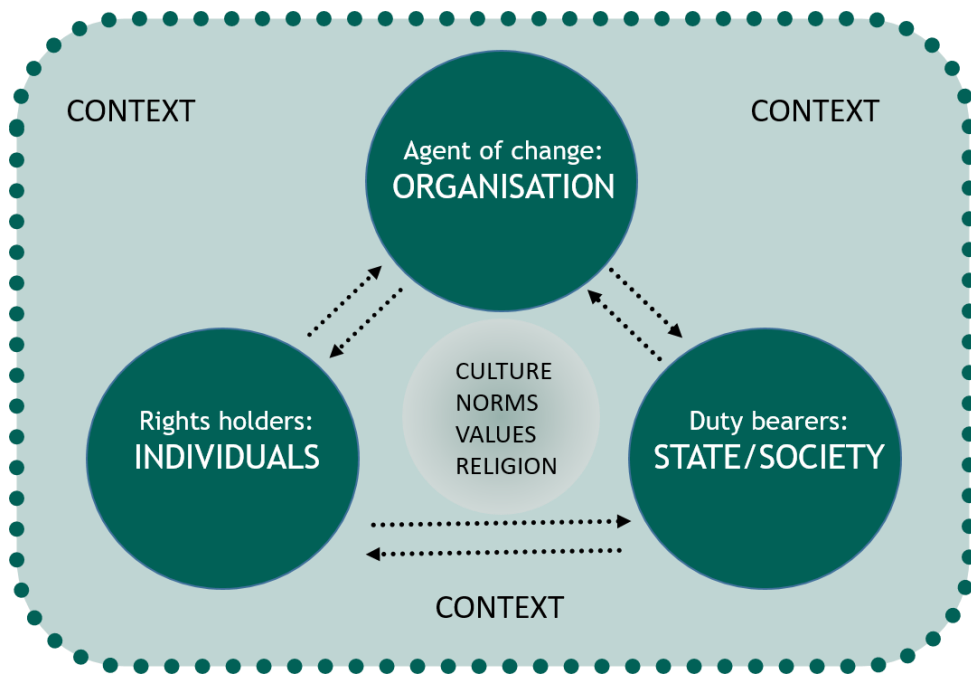 CONTEXT
CONTEXT
Agent of change:
ORGANISATION
CULTURE
NORMS
VALUES
RELIGION
Rights holders:
INDIVIDUALS
Duty bearers:
STATE/SOCIETY
CONTEXT